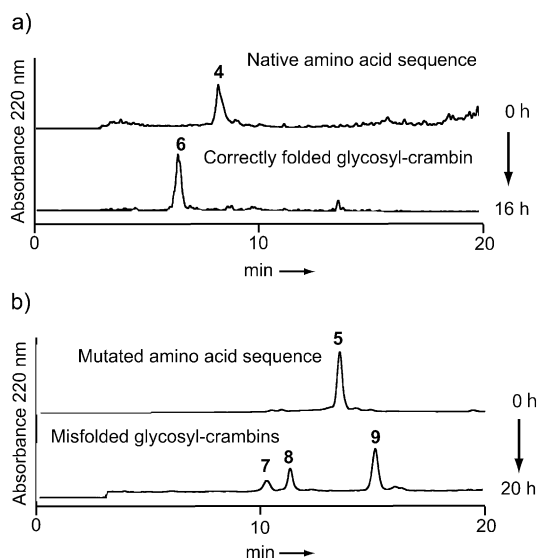 a)
Absorbance 220 nm
Native amino acid sequence
4
0 h
6
Correctly folded glycosyl-crambin
16 h
0
10
20
min
b)
Absorbance 220 nm
5
Mutated amino acid sequence
0 h
Misfolded glycosyl-crambins
7
8
9
20 h
0
10
20
min